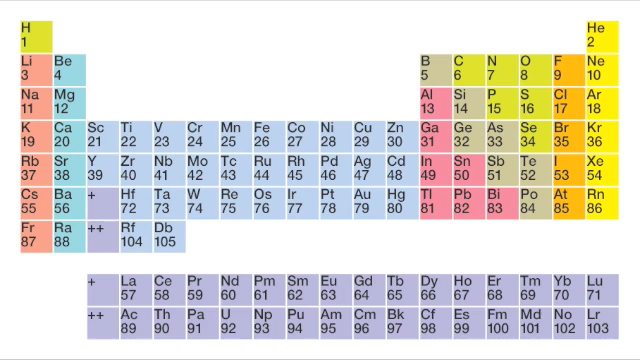 H He
1 2
Li Be B C N O F Ne
3 4 5 6 7 8 9 10
Na Mg Al Si P S Cl Ar
11 12 13 14 15 16 17 18
K Ca Sc Ti V Cr Mn Fe Co Ni Cu Zn Ga Ge As Se Br Kr
19 20 21 22 23 24 25 26 27 28 29 30 31 32 33 34 35 36
Rb Sr Y Zr Nb Mo Tc Ru Rh Pd Ag Cd In Sn Sb Te I Xe
37 38 39 40 41 42 43 44 45 46 47 48 49 50 51 52 53 54
Cs Ba + Hf Ta W Re Os Ir Pt Au Hg Tl Pb Bi Po At Rn
55 56 72 73 74 75 76 77 78 79 80 81 82 83 84 85 86
Fr Ra ++ Rf Db
87 88 104 105
+ La Ce Pr Nd Pm Sm Eu Gd Tb Dy Ho Er Tm Yb Lu
57 58 59 60 61 62 63 64 65 66 67 68 69 70 71
++ Ac Th Pa U Np Pu Am Cm Bk Cf Es Fm Md No Lr
89 90 91 92 93 94 95 96 97 98 99 100 101 102 103